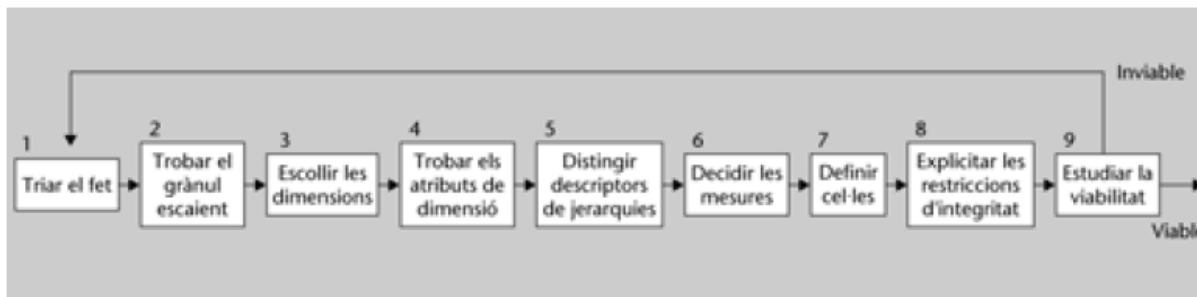 Inviable
1
Triar el fet
2
Trobar el
grànul
escaient
3
Escollir les
dimensions
4
Trobar els
atributs de
dimensió
5
Distingir
descriptors
de jerarquies
6
Decidir les
mesures
7
Definir
cel·les
8
Explicitar les
restriccions
d'integritat
9
Estudiar la
viabilitat
Viable